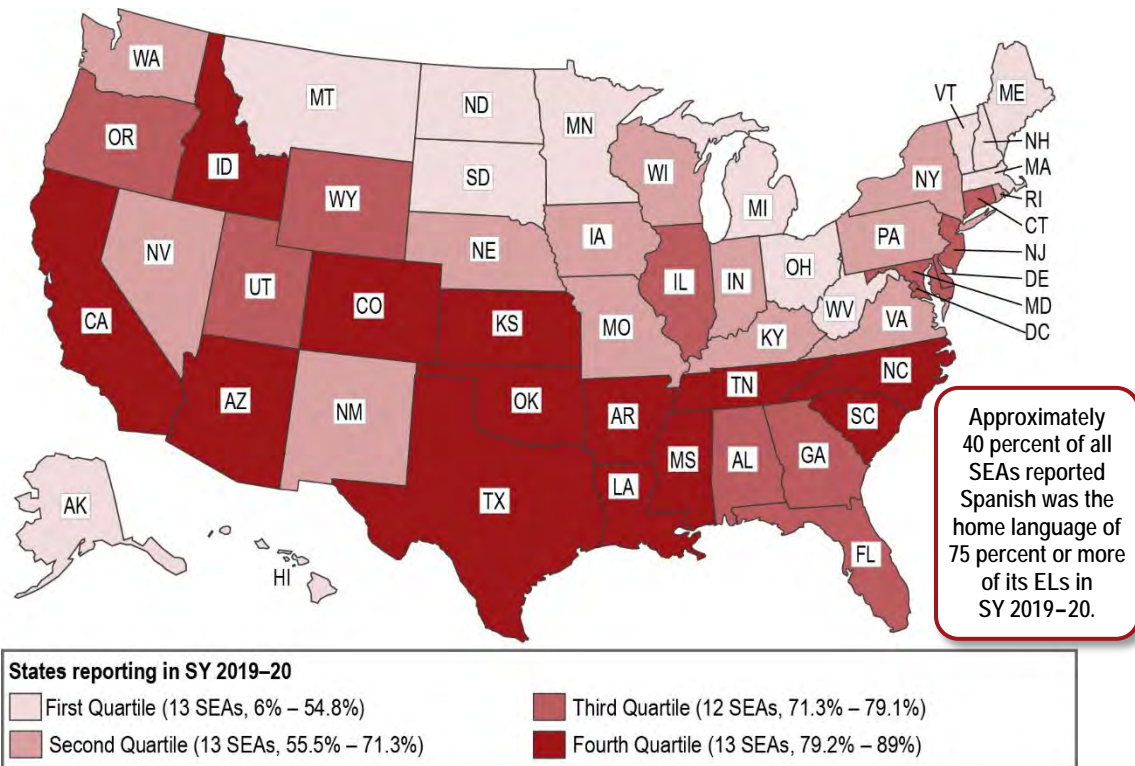 WA
MT
ND
MN
VT
ME
OR
ID
SD
WI
NH
MA
WY
MI
NY
RI
CT
NV
NE
IA
PA
NJ
UT
IL
IN
OH
DE
CA
CO
KS
MO
WV
VA
MD
KY
DC
AZ
NM
OK
AR
TN
NC
SC
MS
AL
GA
TX
LA
FL
AK
HI
Approximately
40 percent of all
SEAs reported
Spanish was the
home language of
75 percent or more
of its ELs in
SY 2019–20.
States reporting in SY 2019–20
First Quartile (13 SEAs, 6% – 54.8%)
Third Quartile (12 SEAs, 71.3% – 79.1%)
Second Quartile (13 SEAs, 55.5% – 71.3%)
Fourth Quartile (13 SEAs, 79.2% – 89%)